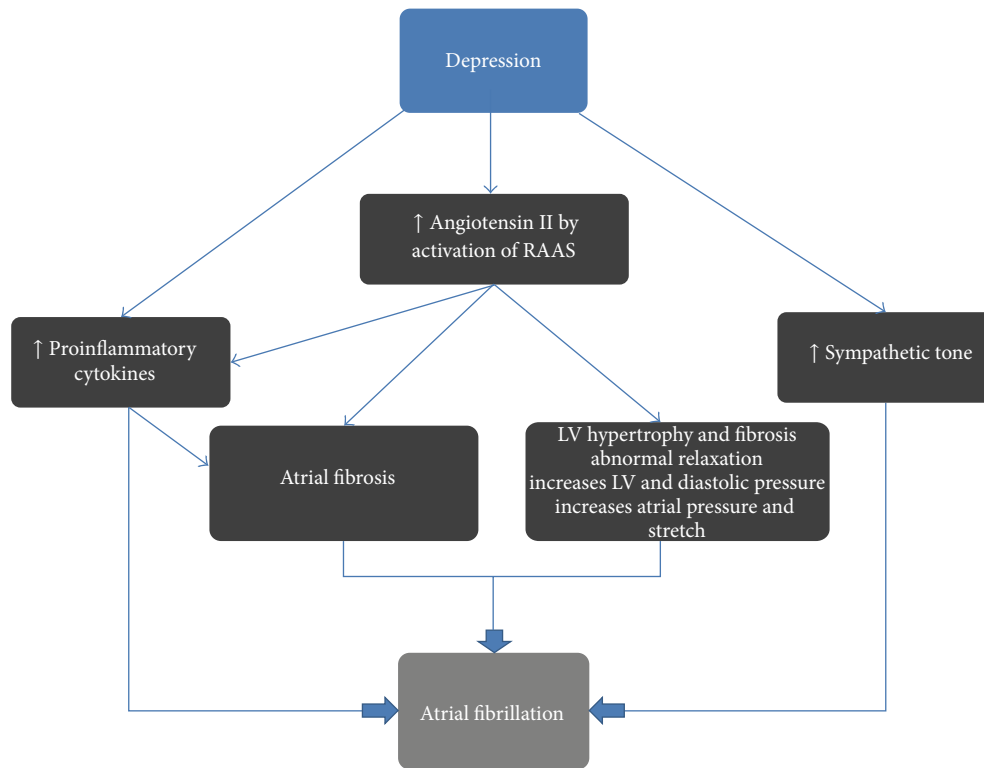 Depression
↑ Angiotensin II by
activation of RAAS
↑ Proinflammatory
cytokines
↑ Sympathetic tone
Atrial fibrosis
LV hypertrophy and fibrosis
abnormal relaxation
increases LV and diastolic pressure
increases atrial pressure and
stretch
Atrial fibrillation